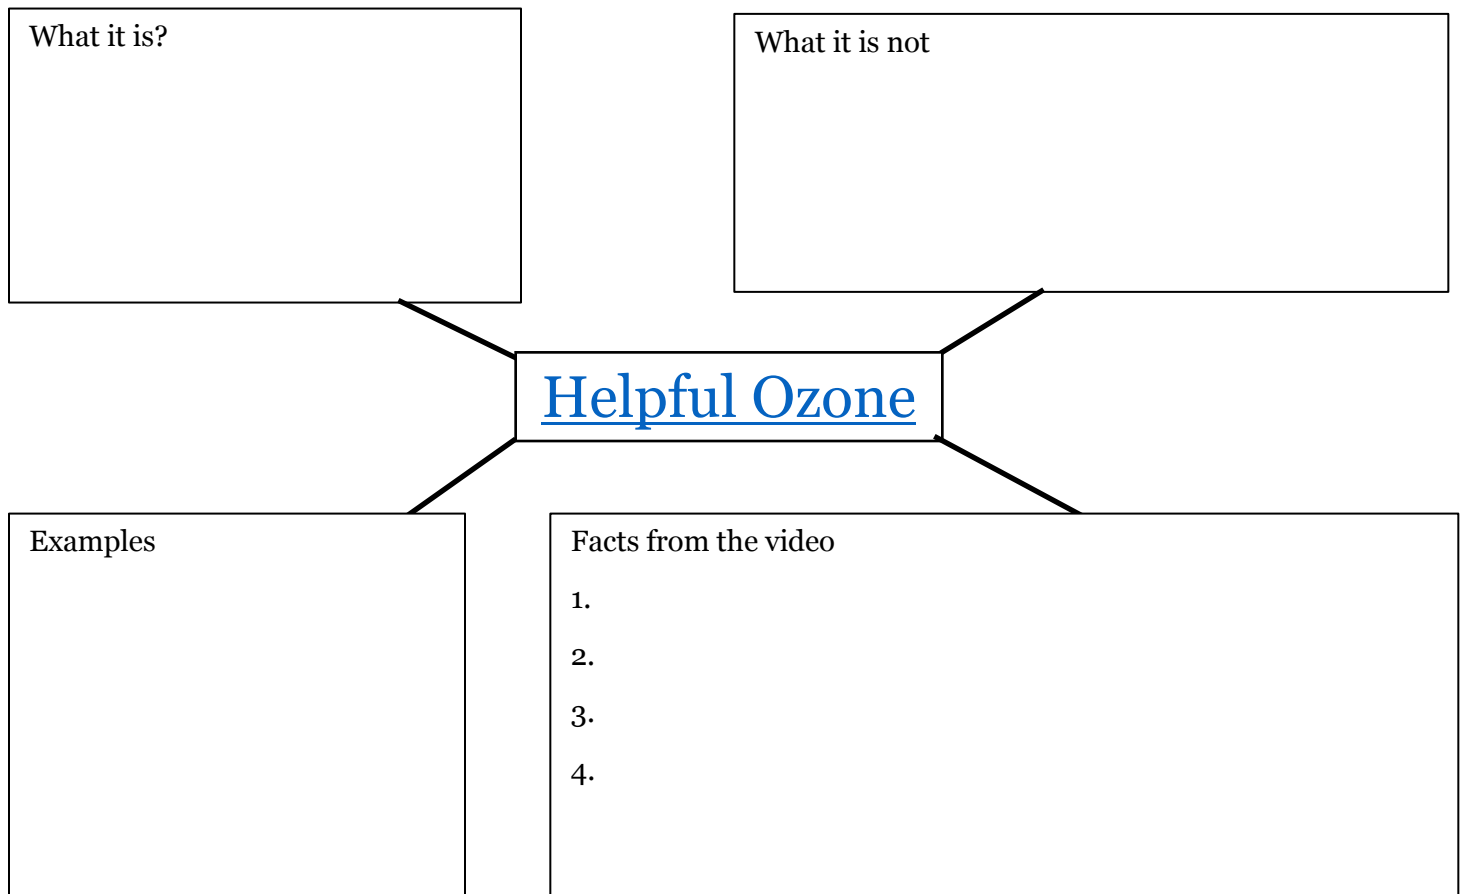 What it is?
What it is not
Helpful Ozone
Examples
Facts from the video
1.
2.
3.
4.